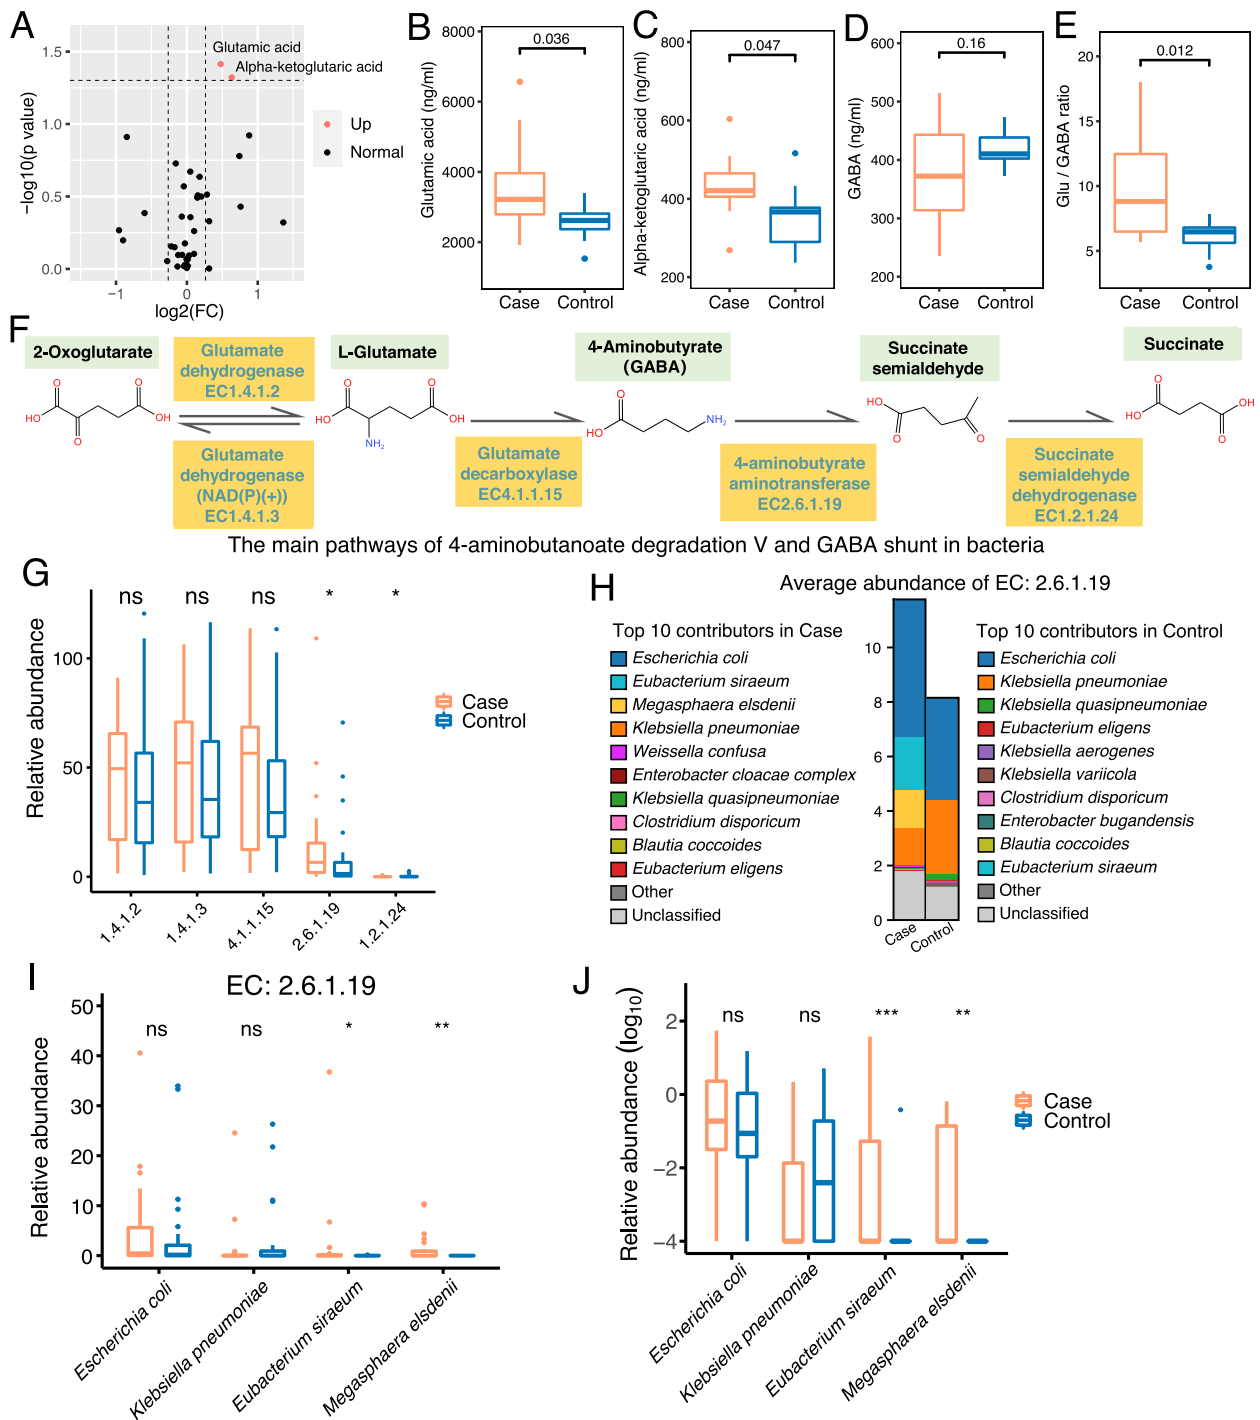 A
1.5
1.0
0.5
0.0
−log10(p value)
−1
0
1
log2(FC)
Glutamic acid
Alpha-ketoglutaric acid
Up
Normal
B
8000
6000
4000
2000
Glutamic acid (ng/ml)
0.036
Case
Control
C
800
600
400
200
Alpha-ketoglutaric acid (ng/ml)
0.047
Case
Control
D
600
500
400
300
200
GABA (ng/ml)
0.16
Case
Control
E
20
15
10
5
Glu / GABA ratio
0.012
Case
Control
F
2-Oxoglutarate
Glutamate
dehydrogenase
EC1.4.1.2
Glutamate
dehydrogenase
(NAD(P)(+))
EC1.4.1.3
L-Glutamate
Glutamate
decarboxylase
EC4.1.1.15
4-Aminobutyrate
(GABA)
4-aminobutyrate
aminotransferase
EC2.6.1.19
Succinate
semialdehyde
Succinate
semialdehyde
dehydrogenase
EC1.2.1.24
Succinate
O
HO
O
O
OH
O
HO
NH2
O
OH
O
HO
NH2
HO
O
O
O
HO
OH
O
The main pathways of 4-aminobutanoate degradation V and GABA shunt in bacteria
G
100
50
0
Relative abundance
ns
ns
ns
*
*
1.4.1.2
1.4.1.3
4.1.1.15
2.6.1.19
1.2.1.24
Case
Control
H
Average abundance of EC: 2.6.1.19
Top 10 contributors in Case
Escherichia coli
Eubacterium siraeum
Megasphaera elsdenii
Klebsiella pneumoniae
Weissella confusa
Enterobacter cloacae complex
Klebsiella quasipneumoniae
Clostridium disporicum
Blautia coccoides
Eubacterium eligens
Other
Unclassified
10
8
6
4
2
0
Case
Control
Top 10 contributors in Control
Escherichia coli
Klebsiella pneumoniae
Klebsiella quasipneumoniae
Eubacterium eligens
Klebsiella aerogenes
Klebsiella variicola
Clostridium disporicum
Enterobacter bugandensis
Blautia coccoides
Eubacterium siraeum
Other
Unclassified
I
EC: 2.6.1.19
50
40
30
20
10
0
Relative abundance
ns
ns
*
**
Escherichia coli
Klebsiella pneumoniae
Eubacterium siraeum
Megasphaera elsdenii
J
2
0
−2
−4
Relative abundance (log10)
ns
ns
***
**
Escherichia coli
Klebsiella pneumoniae
Eubacterium siraeum
Megasphaera elsdenii
Case
Control